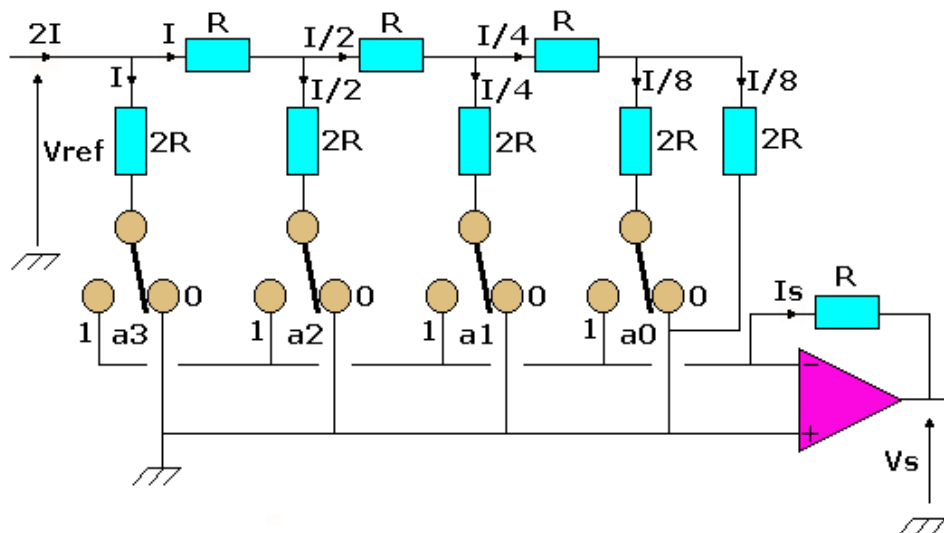 2I I R I/2 R I/4 R
I I/2 I/4 I/8 I/8
Vref 2R 2R 2R 2R 2R
0 0 0 0
1 a3 1 a2 1 a1 1 a0
Is R
−
+
Vs